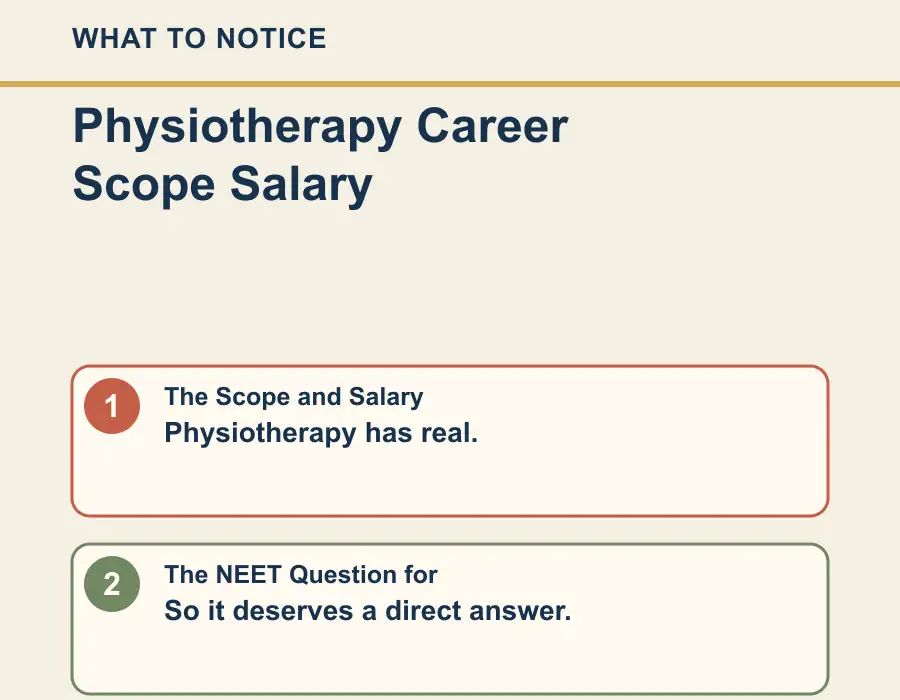 WHAT TO NOTICE
Physiotherapy Career
Scope Salary
1
The Scope and Salary
Physiotherapy has real.
2
The NEET Question for
So it deserves a direct answer.